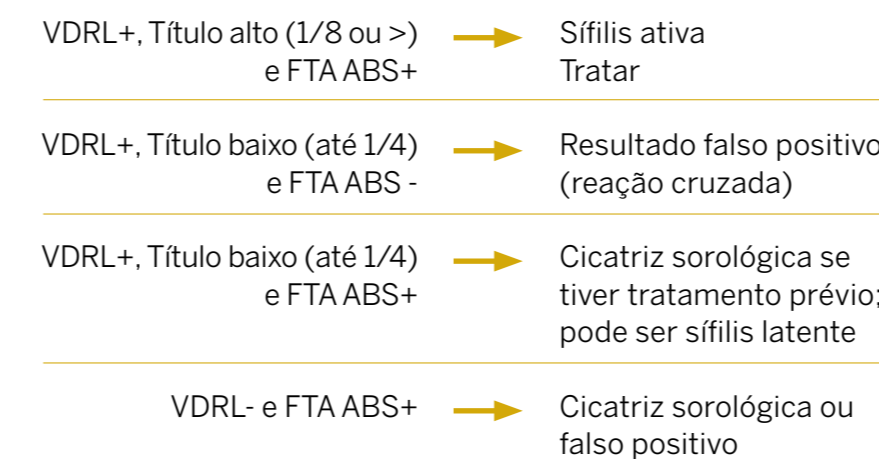 VDRL+, Título alto (1/8 ou >)
e FTA ABS+
Sífilis ativa
Tratar
VDRL+, Título baixo (até 1/4)
e FTA ABS -
Resultado falso positivo
(reação cruzada)
VDRL+, Título baixo (até 1/4)
e FTA ABS+
Cicatriz sorológica se
tiver tratamento prévio;
pode ser sífilis latente
VDRL- e FTA ABS+
Cicatriz sorológica ou
falso positivo